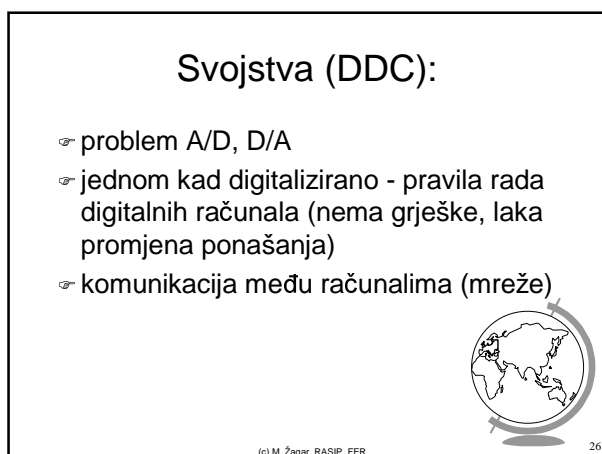 Svojstva (DDC):
☞ problem A/D, D/A
☞ jednom kad digitalizirano - pravila rada
digitalnih računala (nema grješke, laka
promjena ponašanja)
☞ komunikacija među računalima (mreže)
(c) M. Žagar, RASIP, FER
26